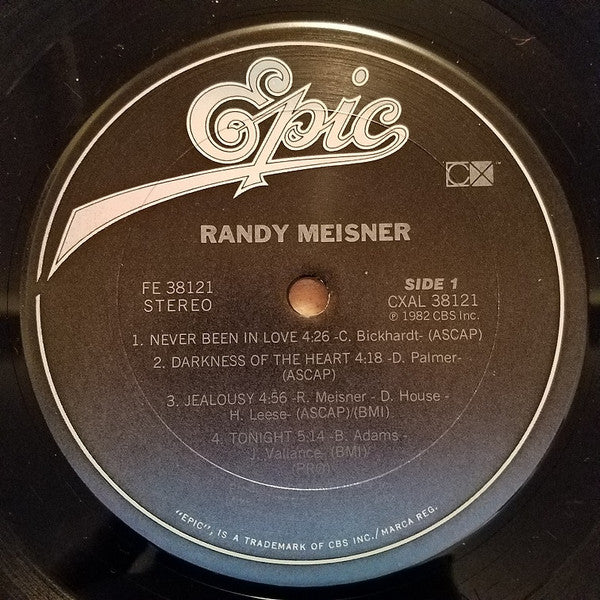 Epic
CX™
RANDY MEISNER
FE 38121
STEREO
SIDE 1
CXAL 38121
℗ 1982 CBS Inc.
1. NEVER BEEN IN LOVE 4:26 -C. Bickhardt- (ASCAP)
2. DARKNESS OF THE HEART 4:18 -D. Palmer-
(ASCAP)
3. JEALOUSY 4:56 -R. Meisner - D. House -
H. Leese- (ASCAP)/(BMI)
4. TONIGHT 5:14 -B. Adams -
J. Vallance, (BMI)/
(PRO)
"EPIC", IS A TRADEMARK OF CBS INC./MARCA REG.